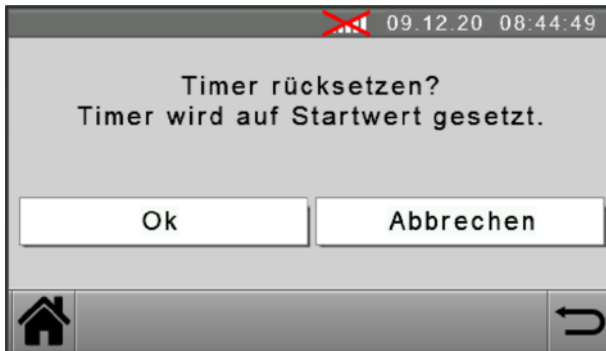 09.12.20 08:44:49
Timer rücksetzen?
Timer wird auf Startwert gesetzt.
Ok
Abbrechen